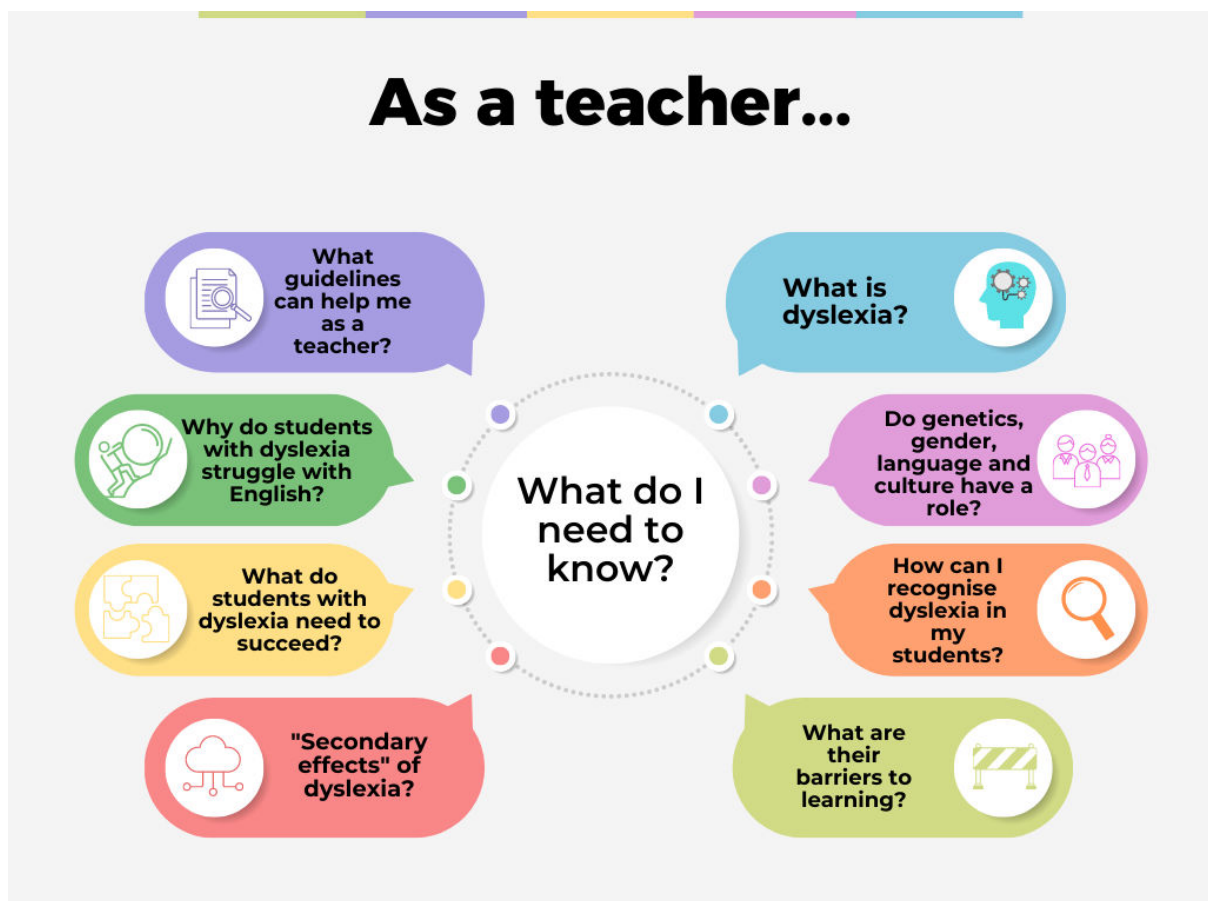 As a teacher...
What
guidelines
can help me
as a
teacher?
What is
dyslexia?
Why do students
with dyslexia
struggle with
English?
Do genetics,
gender,
language and
culture have a
role?
What do I
need to
know?
What do
students with
dyslexia need to
succeed?
How can I
recognise
dyslexia in
my
students?
"Secondary
effects" of
dyslexia?
What are
their
barriers to
learning?